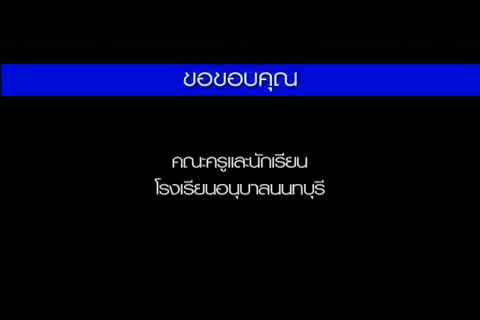 ขอขอบคุณ
คณะครูและนักเรียน
โรงเรียนอนุบาลนนทบุรี